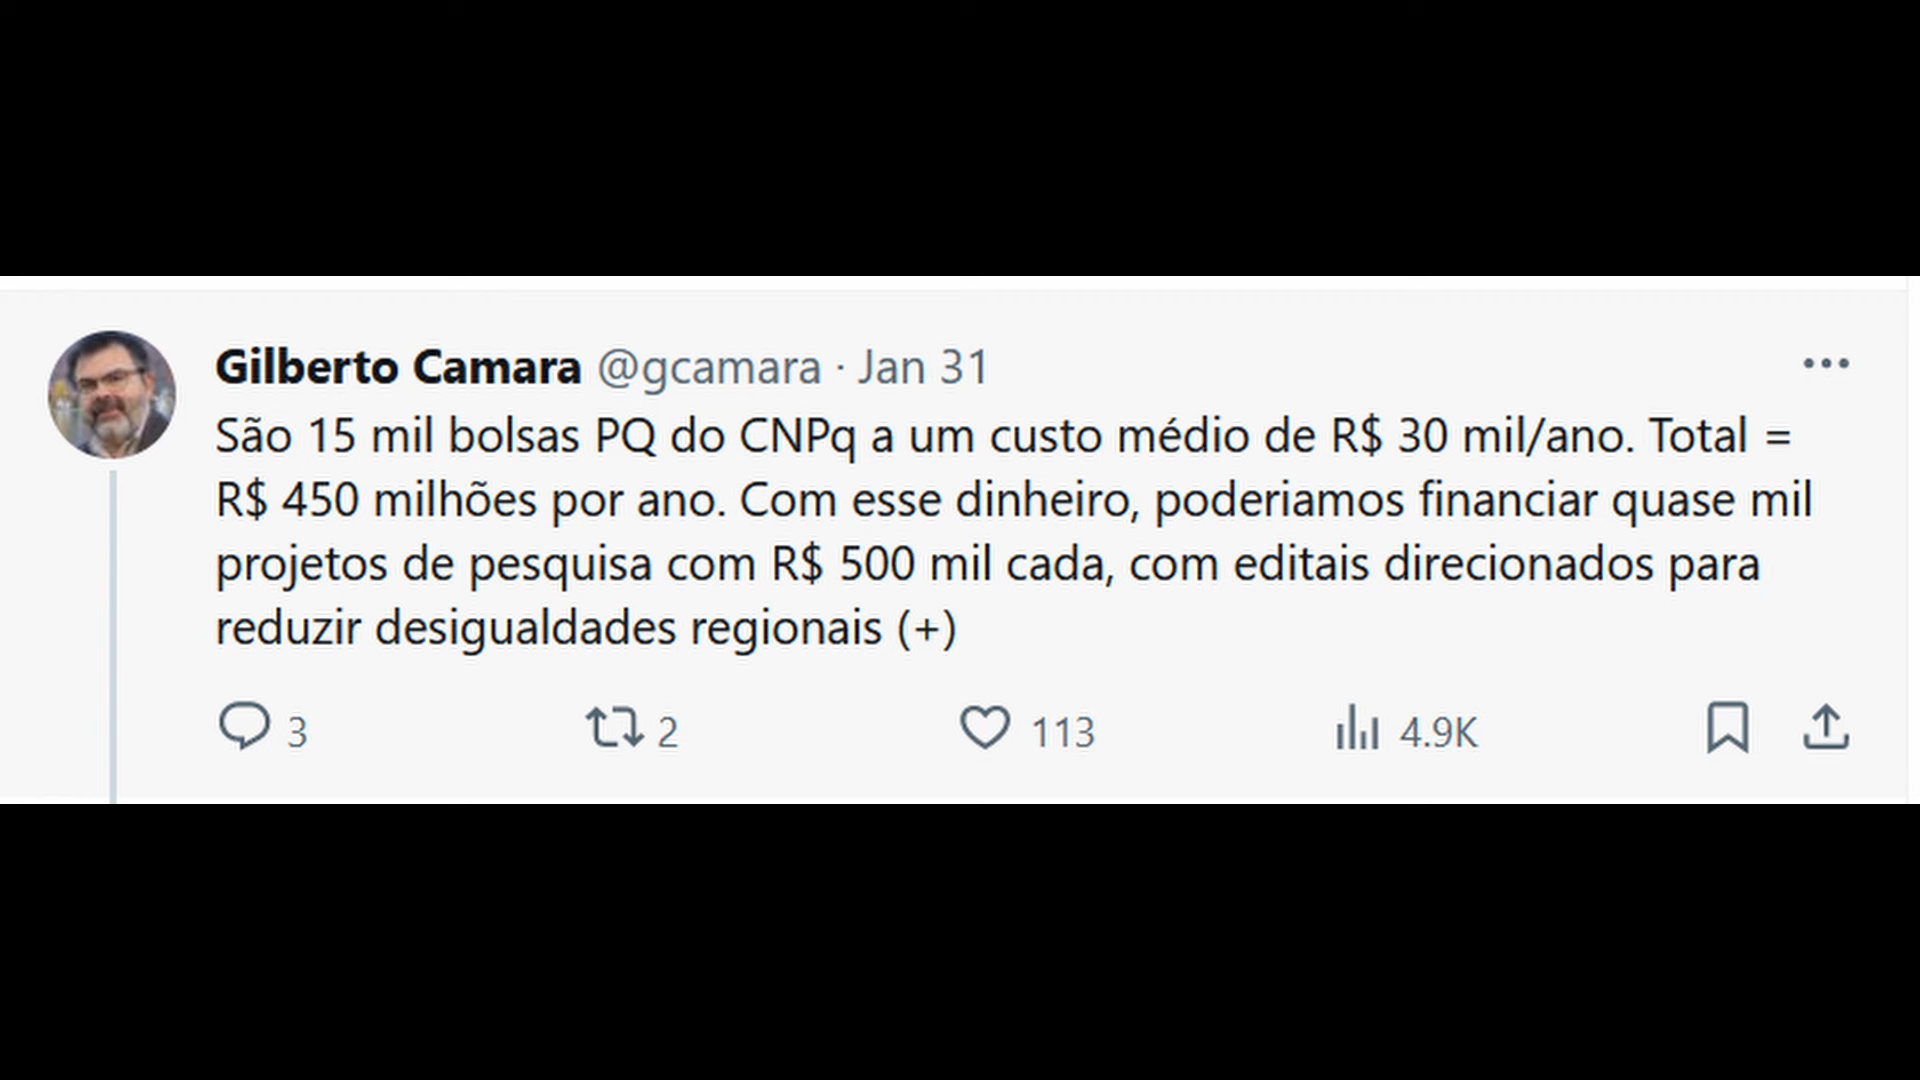 Gilberto Camara @gcamara · Jan 31
São 15 mil bolsas PQ do CNPq a um custo médio de R$ 30 mil/ano. Total =
R$ 450 milhões por ano. Com esse dinheiro, poderiamos financiar quase mil
projetos de pesquisa com R$ 500 mil cada, com editais direcionados para
reduzir desigualdades regionais (+)
3 2 113 4.9K